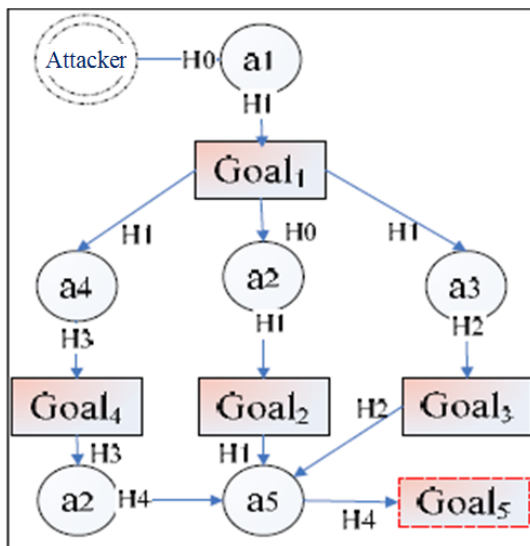 Attacker H0 a1
H1
Goal₁
H1 H0 H1
a4 a2 a3
H3 H1 H2
Goal₄ Goal₂ Goal₃
H3 H1 H2
a2 H4 a5 H4 Goal₅